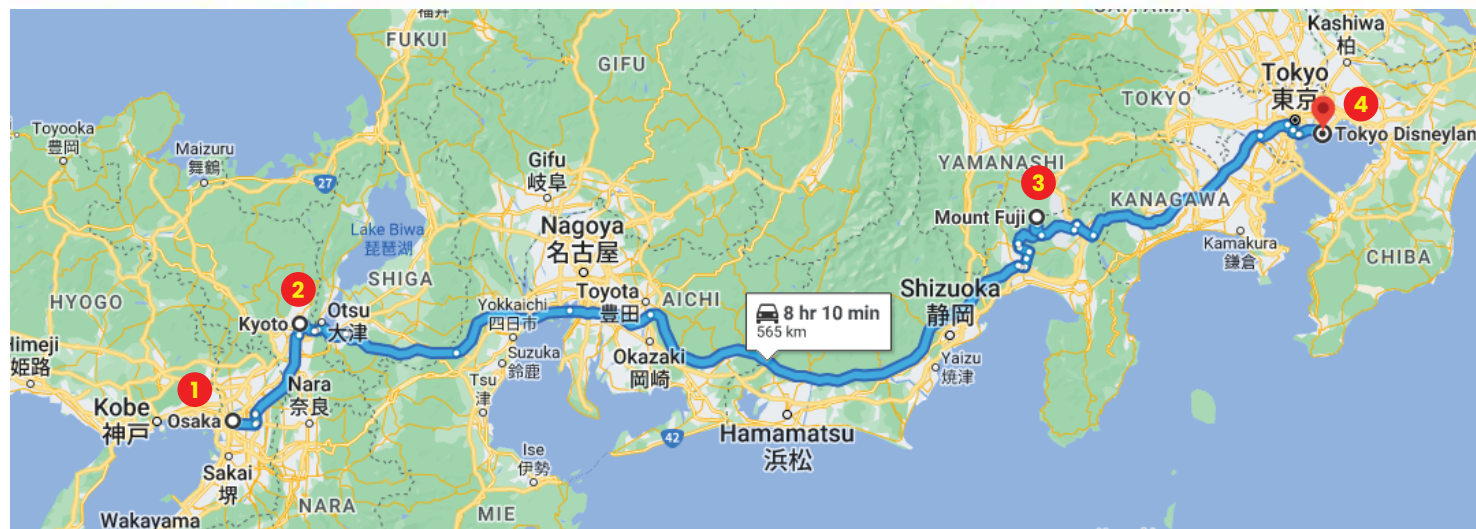 福井
FUKUI
GIFU
SAITAMA
Kashiwa
柏
Tokyo
東京
4
TOKYO
Tokyo Disneylan
Toyooka
豊岡
Maizuru
舞鶴
27
Gifu
岐阜
YAMANASHI
3
KANAGAWA
Mount Fuji
Nagoya
名古屋
Lake Biwa
琵琶湖
Kamakura
鎌倉
CHIBA
SHIGA
HYOGO
2
Kyoto
Otsu
大津
Yokkaichi
四日市
Toyota
豊田
AICHI
Shizuoka
静岡
8 hr 10 min
565 km
Himeji
姫路
Suzuka
鈴鹿
Okazaki
岡崎
Yaizu
焼津
1
Nara
奈良
Tsu
津
Kobe
神戸
Osaka
Hamamatsu
浜松
42
Sakai
堺
Ise
伊勢
NARA
MIE
Wakayama